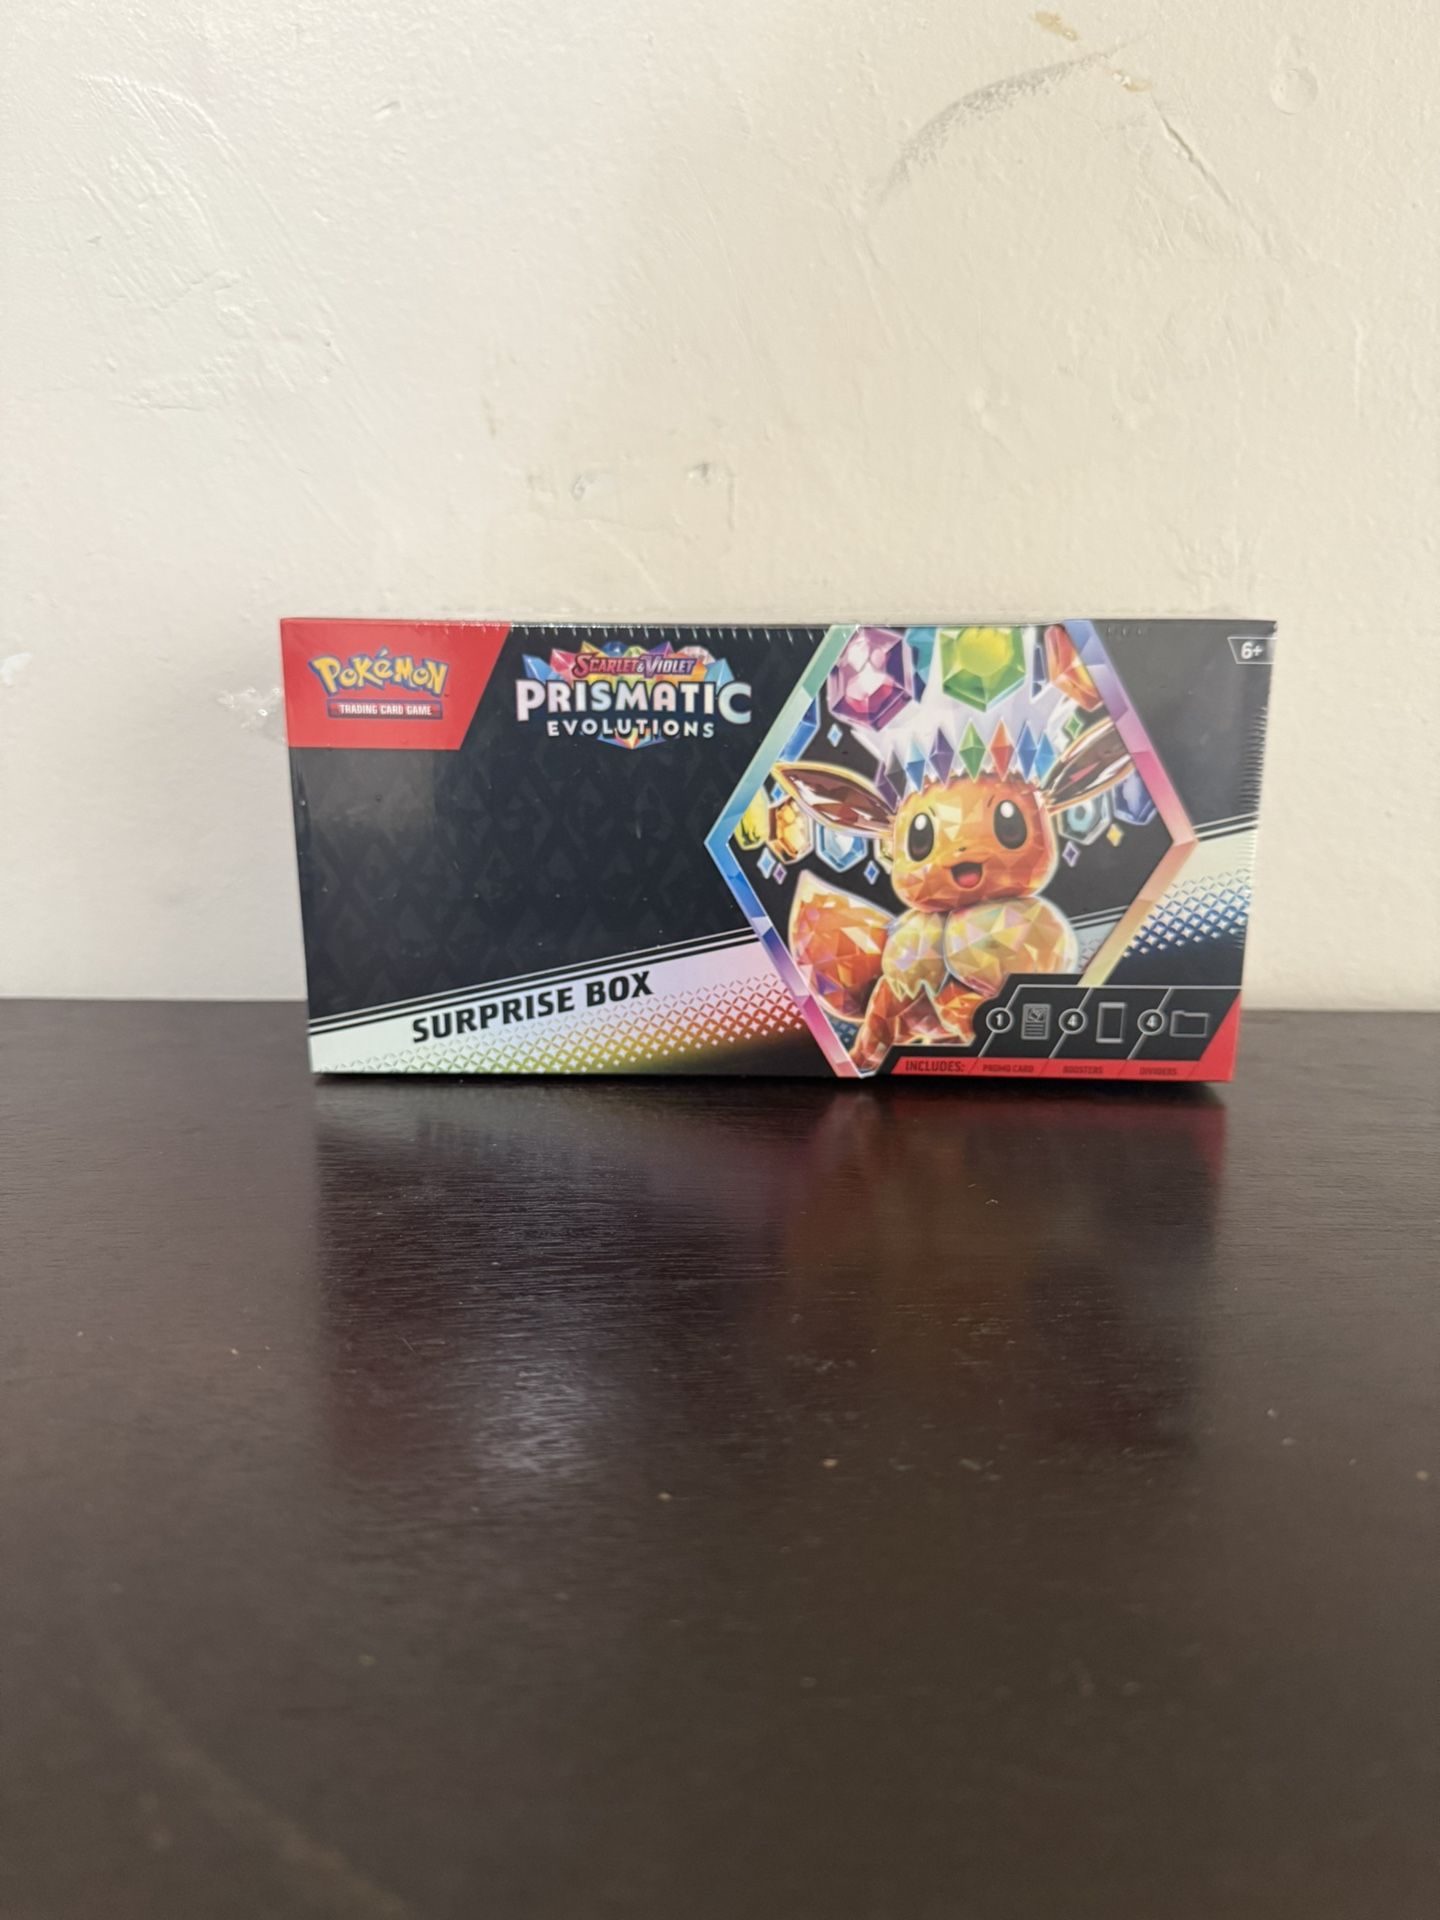 Pokémon
TRADING CARD GAME
SCARLET & VIOLET
PRISMATIC
EVOLUTIONS
6+
SURPRISE BOX
1 4 4
INCLUDES: PROMO CARD BOOSTERS DIVIDERS